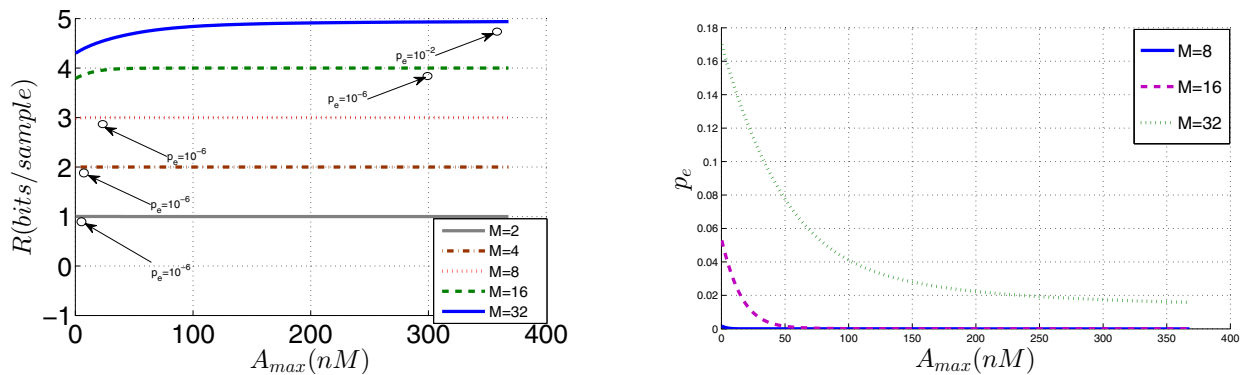 5
4
3
2
1
0
−1
R(bits/sample)
p_e=10^-2
p_e=10^-6
p_e=10^-6
p_e=10^-6
p_e=10^-6
M=2
M=4
M=8
M=16
M=32
0 100 200 300 400
A_max(nM)
0.18
0.16
0.14
0.12
0.1
0.08
0.06
0.04
0.02
0
p_e
M=8
M=16
M=32
0 50 100 150 200 250 300 350 400
A_max(nM)